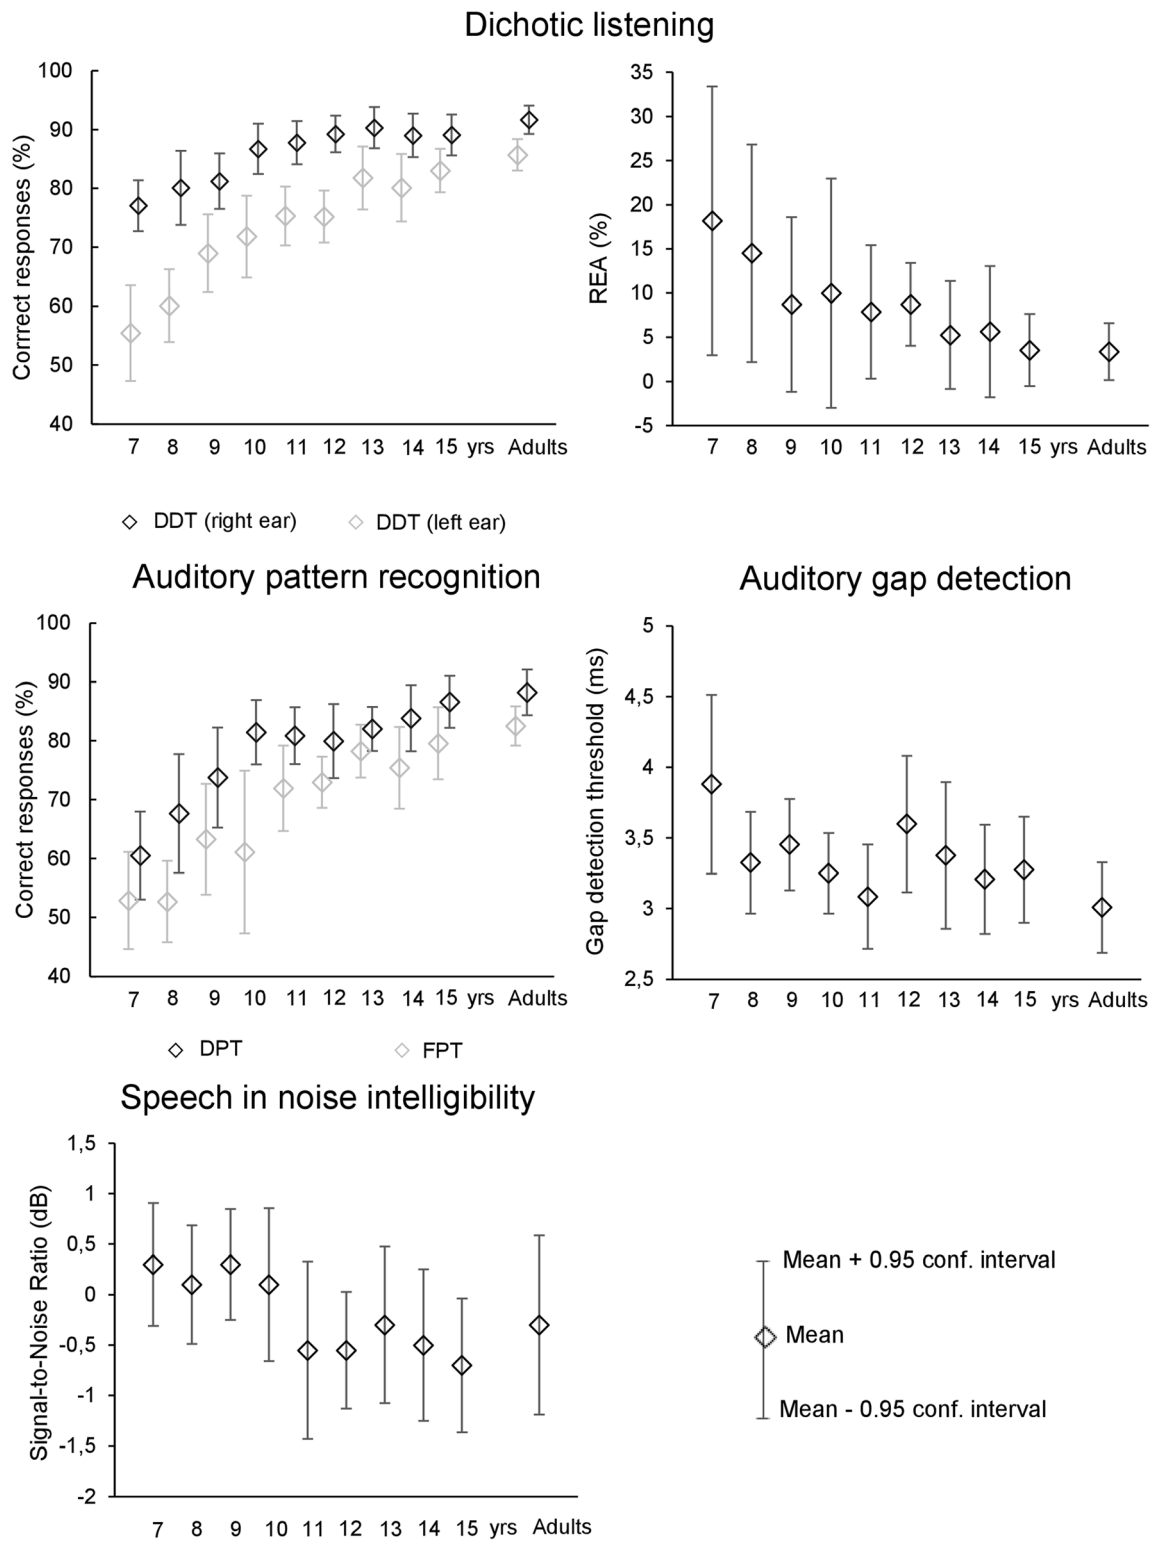 Dichotic listening
Corrrect responses (%)
100
90
80
70
60
50
40
7 8 9 10 11 12 13 14 15 yrs Adults
DDT (right ear) DDT (left ear)
REA (%)
35
30
25
20
15
10
5
0
-5
7 8 9 10 11 12 13 14 15 yrs Adults
Auditory pattern recognition
Correct responses (%)
100
90
80
70
60
50
40
7 8 9 10 11 12 13 14 15 yrs Adults
DPT FPT
Auditory gap detection
Gap detection threshold (ms)
5
4,5
4
3,5
3
2,5
7 8 9 10 11 12 13 14 15 yrs Adults
Speech in noise intelligibility
Signal-to-Noise Ratio (dB)
1,5
1
0,5
0
-0,5
-1
-1,5
-2
7 8 9 10 11 12 13 14 15 yrs Adults
Mean + 0.95 conf. interval
Mean
Mean - 0.95 conf. interval